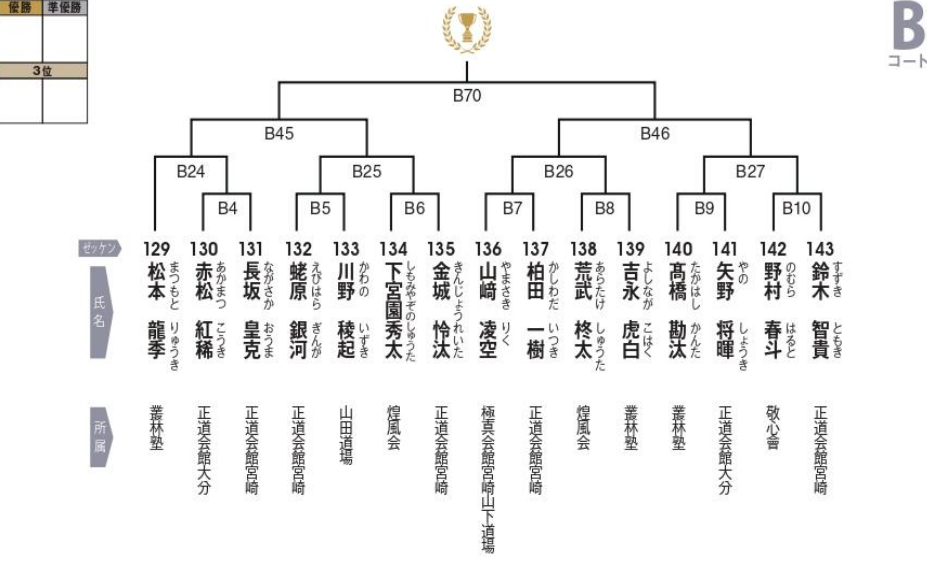 優勝 準優勝
3位
B
コート
B70
B45 B46
B24 B25 B26 B27
B4 B5 B6 B7 B8 B9 B10
ゼッケン 129 130 131 132 133 134 135 136 137 138 139 140 141 142 143
氏名
松本 龍季 まつもと りゅうき
赤松 紅稀 あかまつ こうき
長坂 皇克 ながさか おうま
蛯原 銀河 えびはら ぎんが
川野 稜起 かわの いずき
下宮園秀太 しもみやぞのしゅうた
金城 怜汰 きんじょうれいた
山﨑 凌空 やまさき りく
柏田 一樹 かしわだ いつき
荒武 柊太 あらたけ しゅうた
吉永 虎白 よしなが こはく
髙橋 勘汰 たかはし かんた
矢野 将暉 やの しょうき
野村 春斗 のむら はると
鈴木 智貴 すずき ともき
所属
叢林塾
正道会館大分
正道会館宮崎
正道会館宮崎
山田道場
煌風会
正道会館宮崎
極真会館宮崎山下道場
正道会館宮崎
煌風会
叢林塾
叢林塾
正道会館大分
敬心會
正道会館宮崎